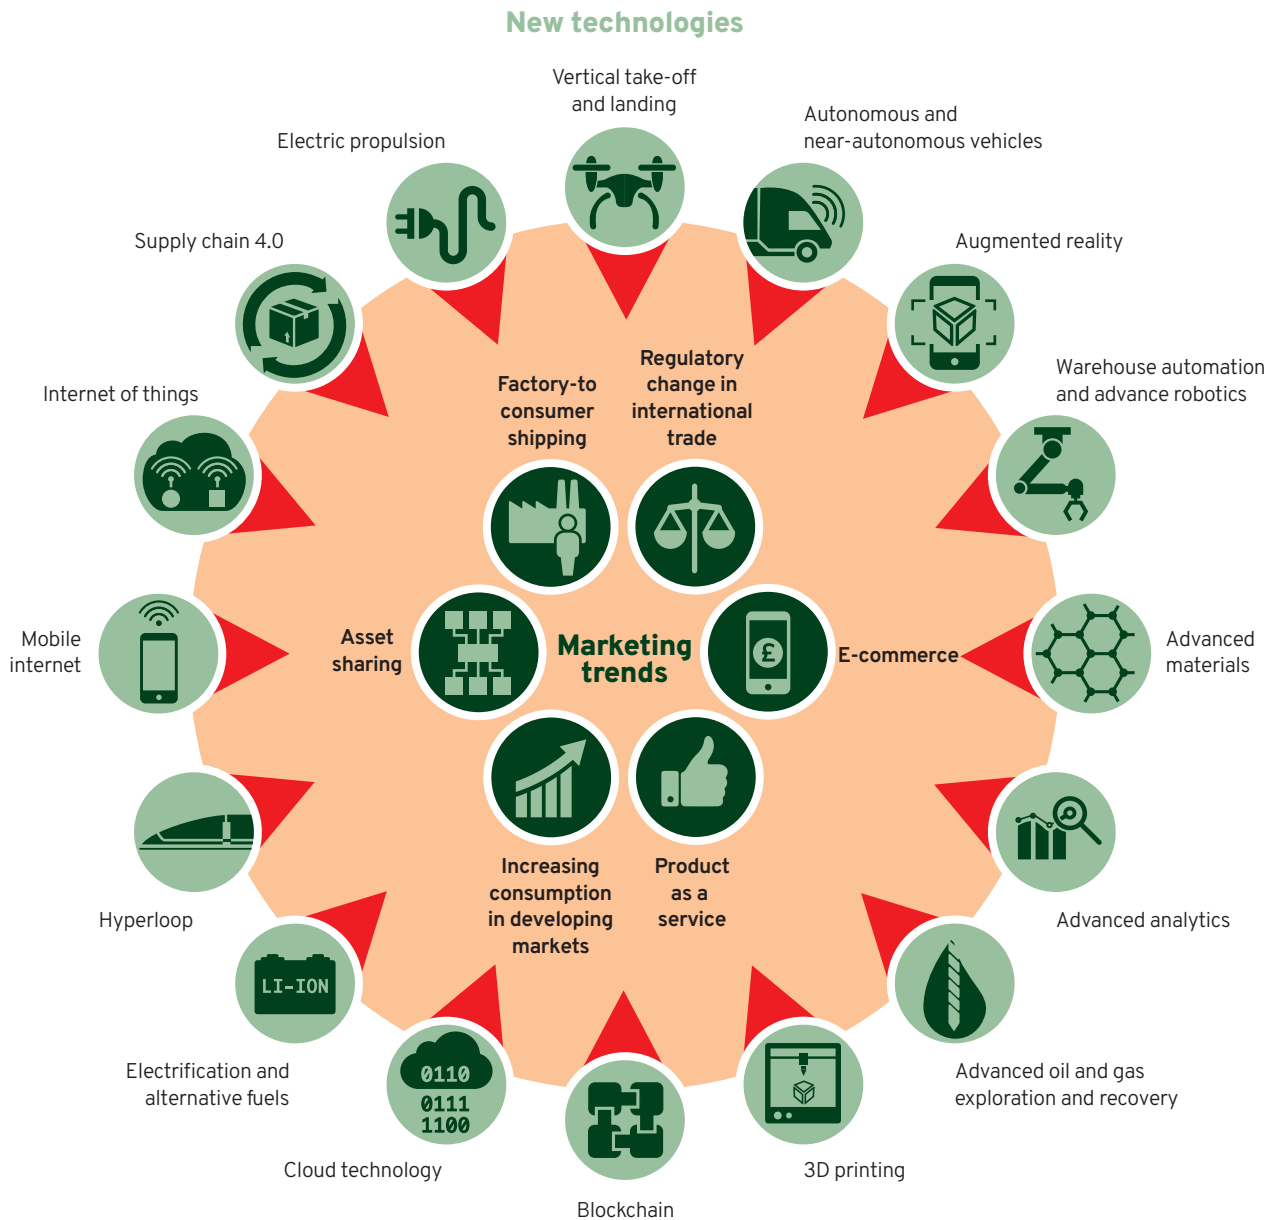 New technologies
Vertical take-off
and landing
Autonomous and
near-autonomous vehicles
Electric propulsion
Supply chain 4.0
Augmented reality
Warehouse automation
and advance robotics
Internet of things
Regulatory
change in
international
trade
Factory-to
consumer
shipping
Mobile
internet
Asset
sharing
Marketing
trends
£
E-commerce
Advanced
materials
Increasing
consumption
in developing
markets
Product
as a
service
Hyperloop
Advanced analytics
LI-ION
Electrification and
alternative fuels
0110
0111
1100
Cloud technology
Advanced oil and gas
exploration and recovery
3D printing
Blockchain